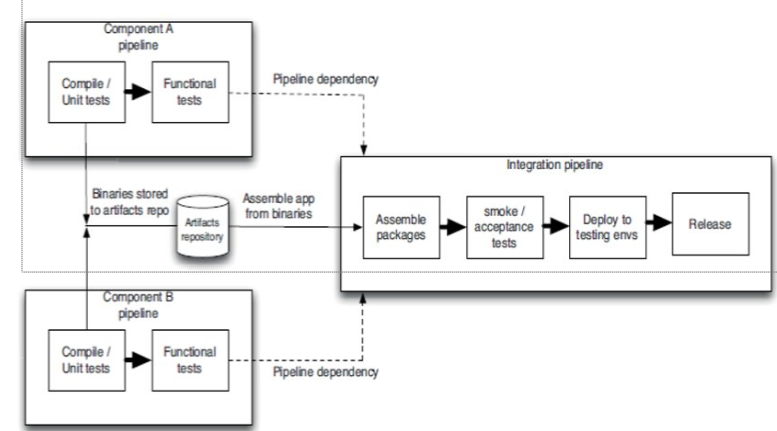 Component A
pipeline
Compile /
Unit tests
Functional
tests
Pipeline dependency
Integration pipeline
Binaries stored
to artifacts repo
Artifacts
repository
Assemble app
from binaries
Assemble
packages
smoke /
acceptance
tests
Deploy to
testing envs
Release
Component B
pipeline
Compile /
Unit tests
Functional
tests
Pipeline dependency